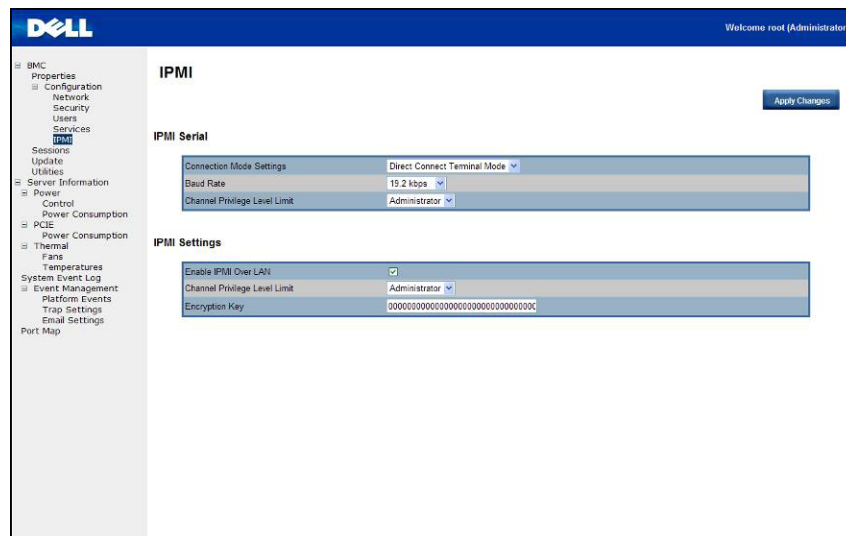 DELL
Welcome root (Administrator
BMC
Properties
Configuration
Network
Security
Users
Services
IPMI
Sessions
Update
Utilities
Server Information
Power
Control
Power Consumption
PCIE
Power Consumption
Thermal
Fans
Temperatures
System Event Log
Event Management
Platform Events
Trap Settings
Email Settings
Port Map
IPMI
Apply Changes
IPMI Serial
Connection Mode Settings Direct Connect Terminal Mode
Baud Rate 19.2 kbps
Channel Privilege Level Limit Administrator
IPMI Settings
Enable IPMI Over LAN
Channel Privilege Level Limit Administrator
Encryption Key